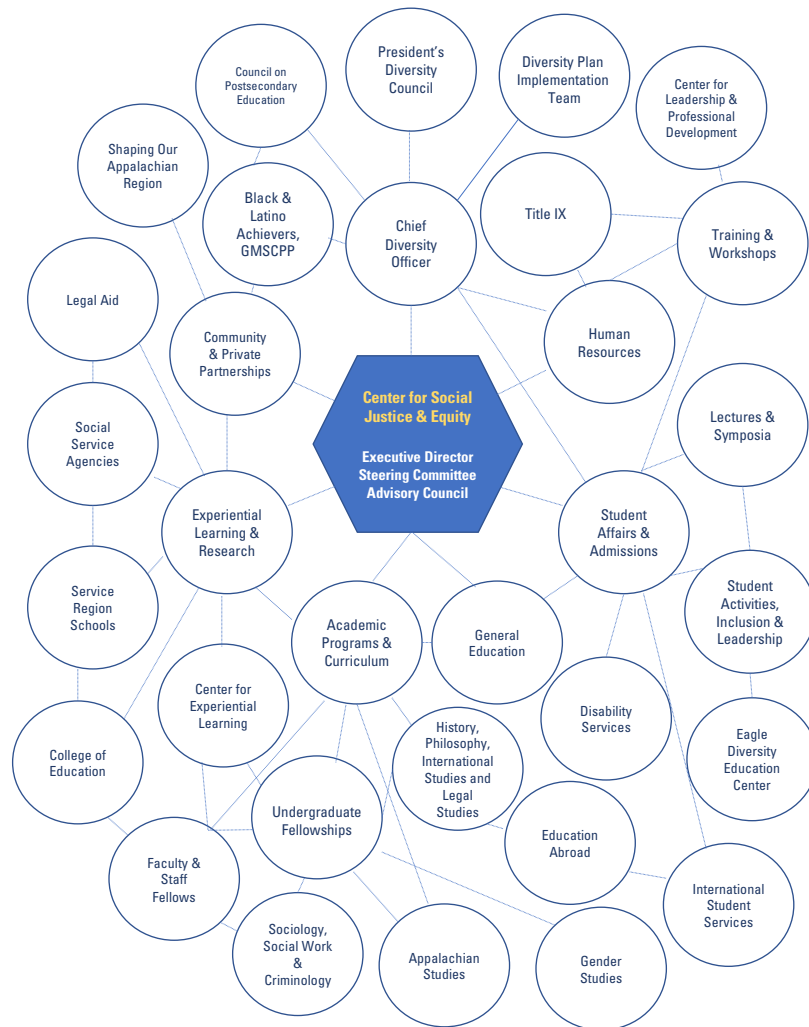 President's
Diversity
Council
Diversity Plan
Implementation
Team
Council on
Postsecondary
Education
Center for
Leadership &
Professional
Development
Shaping Our
Appalachian
Region
Black &
Latino
Achievers,
GMSCPP
Chief
Diversity
Officer
Title IX
Training &
Workshops
Legal Aid
Community
& Private
Partnerships
Human
Resources
Center for Social
Justice & Equity
Executive Director
Steering Committee
Advisory Council
Lectures &
Symposia
Social
Service
Agencies
Experiential
Learning &
Research
Student
Affairs &
Admissions
Service
Region
Schools
Academic
Programs &
Curriculum
General
Education
Student
Activities,
Inclusion &
Leadership
Center for
Experiential
Learning
Disability
Services
College of
Education
History,
Philosophy,
International
Studies and
Legal
Studies
Eagle
Diversity
Education
Center
Undergraduate
Fellowships
Education
Abroad
Faculty &
Staff
Fellows
International
Student
Services
Sociology,
Social Work
&
Criminology
Appalachian
Studies
Gender
Studies